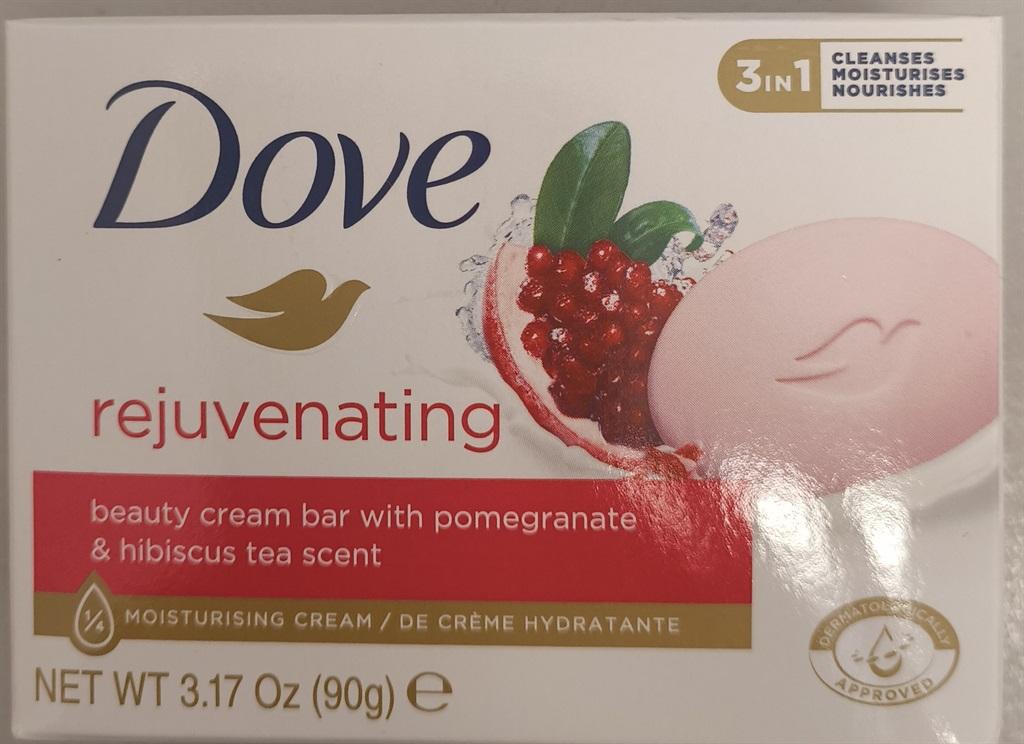 Dove
3IN1
CLEANSES
MOISTURISES
NOURISHES
rejuvenating
beauty cream bar with pomegranate
& hibiscus tea scent
1/4 MOISTURISING CREAM / DE CRÈME HYDRATANTE
NET WT 3.17 Oz (90g) ℮
DERMATOLOGICALLY
APPROVED